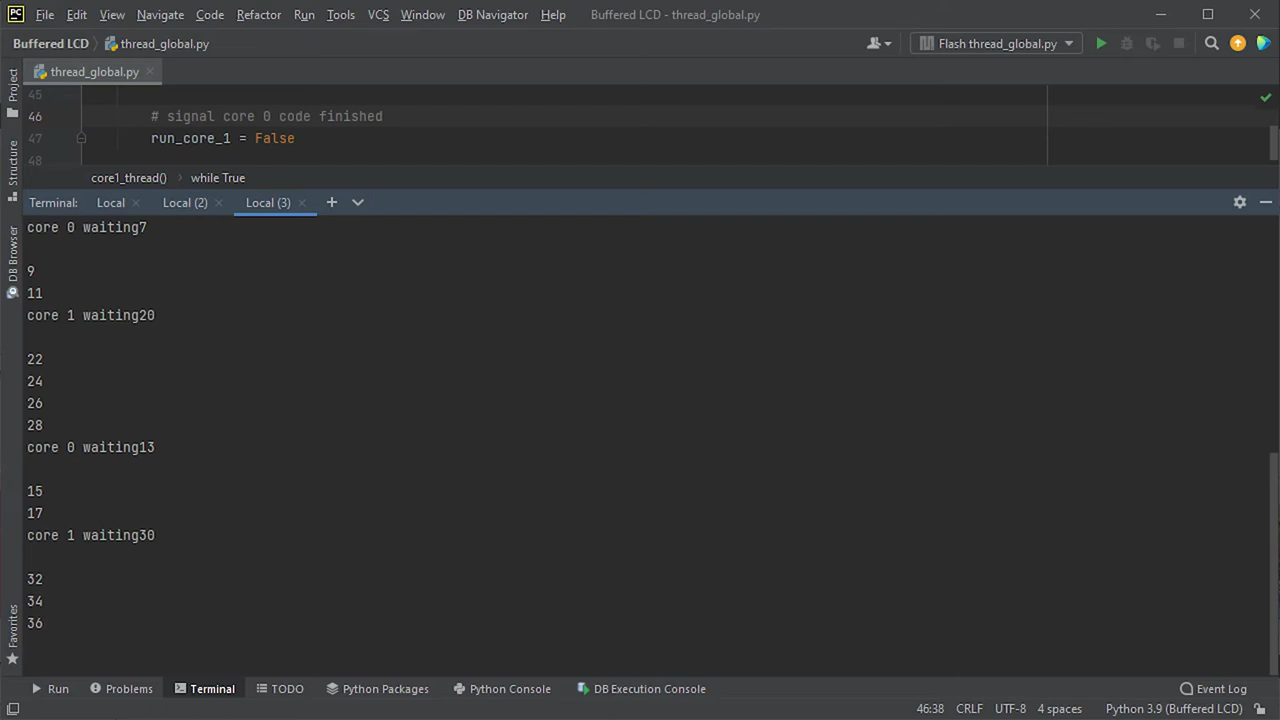 PC File Edit View Navigate Code Refactor Run Tools VCS Window DB Navigator Help Buffered LCD - thread_global.py
Buffered LCD thread_global.py Flash thread_global.py
thread_global.py
Project
Structure
DB Browser
Favorites
45
46 # signal core 0 code finished
47 run_core_1 = False
48
core1_thread() while True
Terminal: Local Local (2) Local (3)
core 0 waiting7
9
11
core 1 waiting20
22
24
26
28
core 0 waiting13
15
17
core 1 waiting30
32
34
36
Run Problems Terminal TODO Python Packages Python Console DB Execution Console Event Log
46:38 CRLF UTF-8 4 spaces Python 3.9 (Buffered LCD)